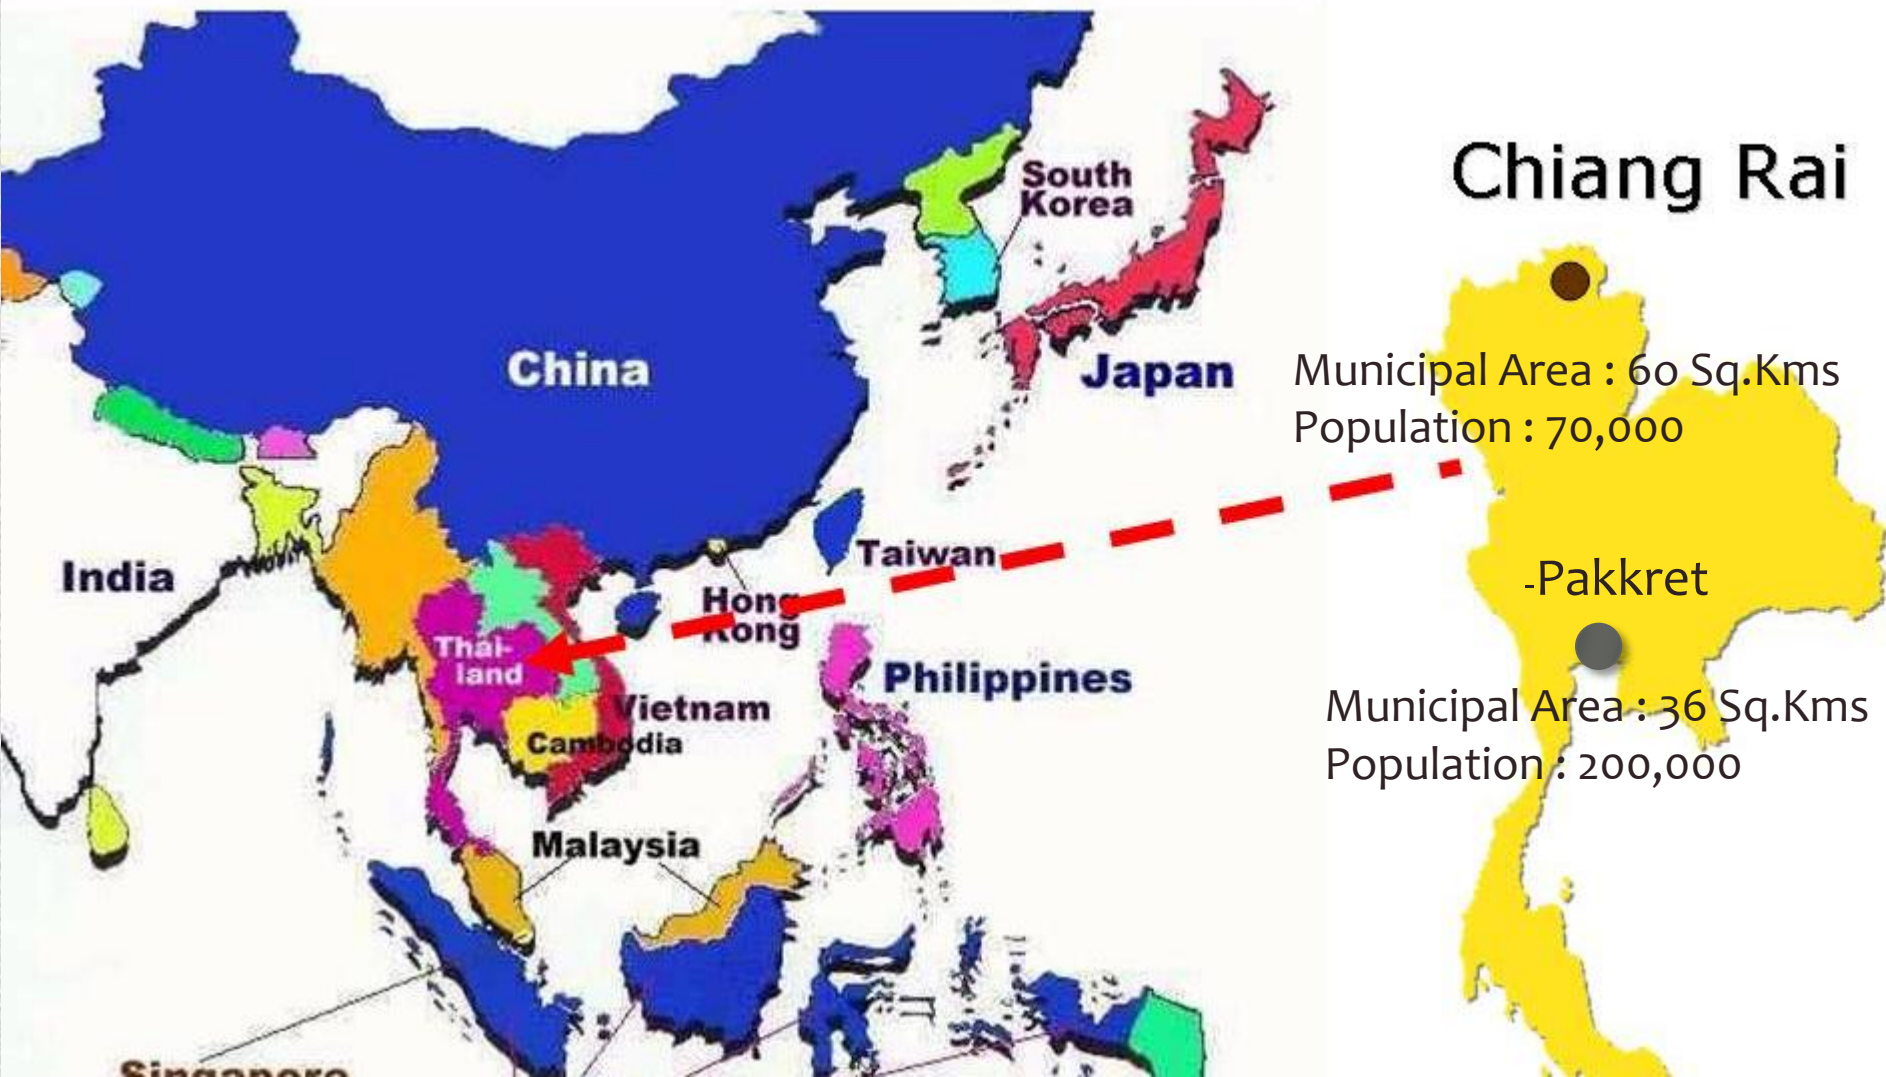 South
Korea
China
Japan
India
Taiwan
Hong
Kong
Thai-
land
Philippines
Vietnam
Cambodia
Malaysia
Singapore
Chiang Rai
Municipal Area : 60 Sq.Kms
Population : 70,000
-Pakkret
Municipal Area : 36 Sq.Kms
Population : 200,000